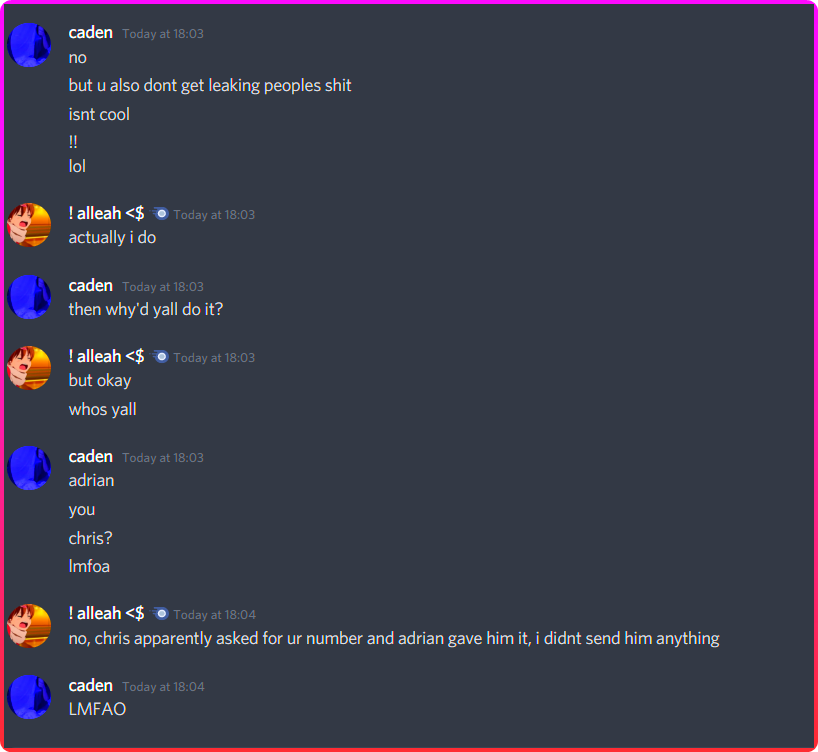 caden Today at 18:03
no
but u also dont get leaking peoples shit
isnt cool
!!
lol
! alleah <$ Today at 18:03
actually i do
caden Today at 18:03
then why'd yall do it?
! alleah <$ Today at 18:03
but okay
whos yall
caden Today at 18:03
adrian
you
chris?
lmfoa
! alleah <$ Today at 18:04
no, chris apparently asked for ur number and adrian gave him it, i didnt send him anything
caden Today at 18:04
LMFAO